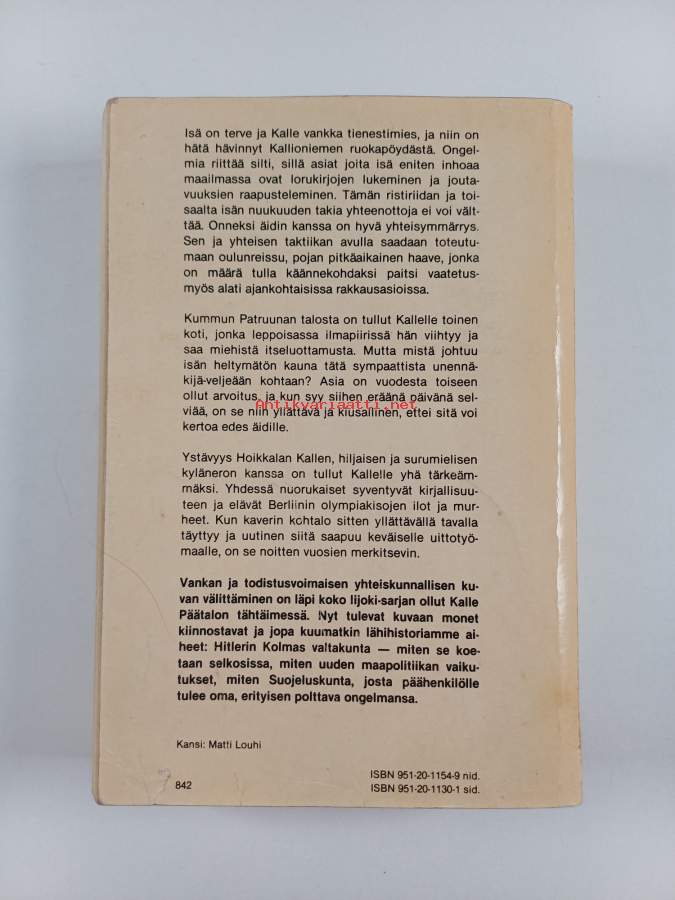 Isä on terve ja Kalle vankka tienestimies, ja niin on
hätä hävinnyt Kallioniemen ruokapöydästä. Ongel-
mia riittää silti, sillä asiat joita isä eniten inhoaa
maailmassa ovat lorukirjojen lukeminen ja jouta-
vuuksien raapusteleminen. Tämän ristiriidan ja toi-
saalta isän nuukuuden takia yhteenottoja ei voi vält-
tää. Onneksi äidin kanssa on hyvä yhteisymmärrys.
Sen ja yhteisen taktiikan avulla saadaan toteutu-
maan oulunreissu, pojan pitkäaikainen haave, jonka
on määrä tulla käännekohdaksi paitsi vaatetus-
myös alati ajankohtaisissa rakkausasioissa.
Kummun Patruunan talosta on tullut Kallelle toinen
koti, jonka leppoisassa ilmapiirissä hän viihtyy ja
saa miehistä itseluottamusta. Mutta mistä johtuu
isän heltymätön kauna tätä sympaattista unennä-
kijä-veljeään kohtaan? Asia on vuodesta toiseen
ollut arvoitus, ja kun syy siihen eräänä päivänä sel-
Antikvariaatti.net
viää, on se niin yllättävä ja kiusallinen, ettei sitä voi
kertoa edes äidille.
Ystävyys Hoikkalan Kallen, hiljaisen ja surumielisen
kyläneron kanssa on tullut Kallelle yhä tärkeäm-
mäksi. Yhdessä nuorukaiset syventyvät kirjallisuu-
teen ja elävät Berliinin olympiakisojen ilot ja mur-
heet. Kun kaverin kohtalo sitten yllättävällä tavalla
täyttyy ja uutinen siitä saapuu keväiselle uittotyö-
maalle, on se noitten vuosien merkitsevin.
Vankan ja todistusvoimaisen yhteiskunnallisen ku-
van välittäminen on läpi koko Iijoki-sarjan ollut Kalle
Päätalon tähtäimessä. Nyt tulevat kuvaan monet
kiinnostavat ja jopa kuumatkin lähihistoriamme ai-
heet: Hitlerin Kolmas valtakunta — miten se koe-
taan selkosissa, miten uuden maapolitiikan vaiku-
tukset, miten Suojeluskunta, josta päähenkilölle
tulee oma, erityisen polttava ongelmansa.
Kansi: Matti Louhi
842
ISBN 951-20-1154-9 nid.
ISBN 951-20-1130-1 sid.